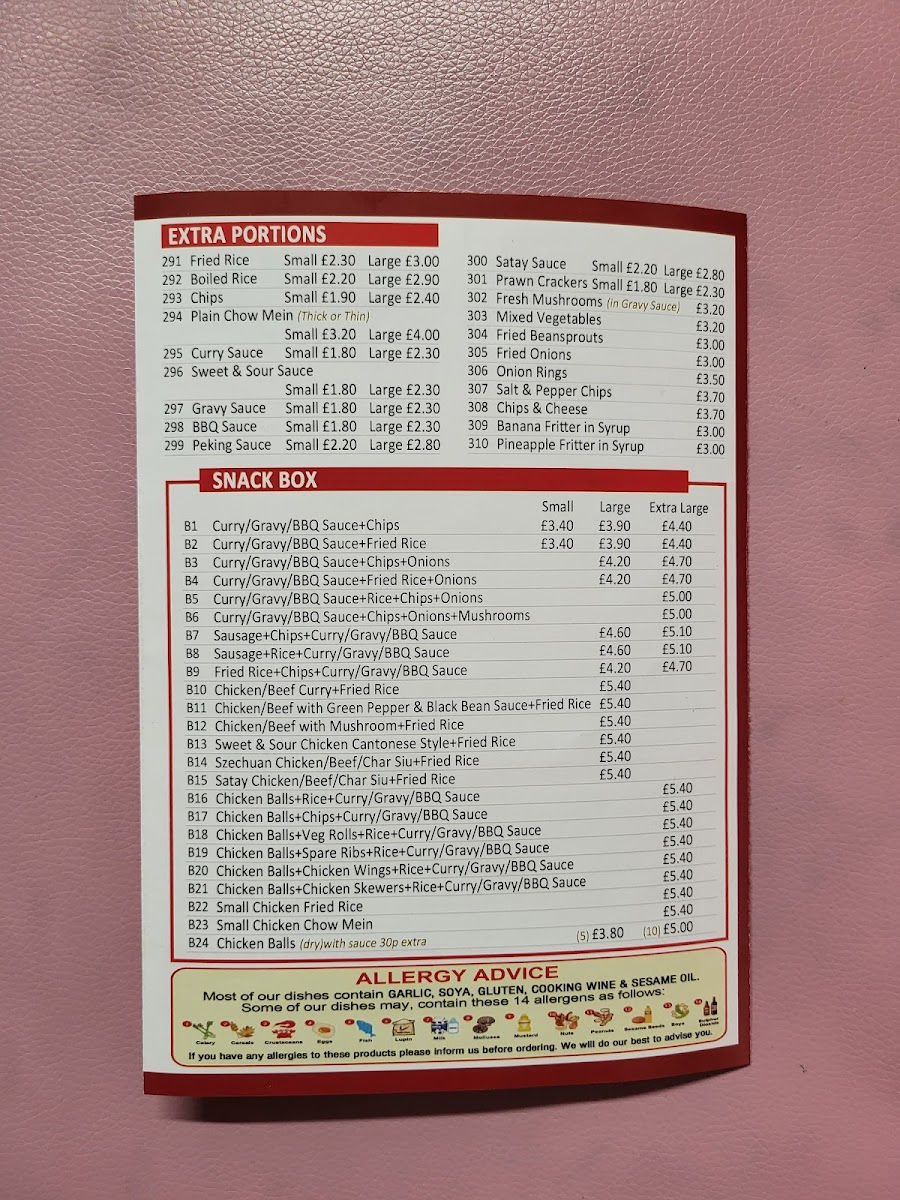 EXTRA PORTIONS
291 Fried Rice Small £2.30 Large £3.00
292 Boiled Rice Small £2.20 Large £2.90
293 Chips Small £1.90 Large £2.40
294 Plain Chow Mein (Thick or Thin)
Small £3.20 Large £4.00
295 Curry Sauce Small £1.80 Large £2.30
296 Sweet & Sour Sauce
Small £1.80 Large £2.30
297 Gravy Sauce Small £1.80 Large £2.30
298 BBQ Sauce Small £1.80 Large £2.30
299 Peking Sauce Small £2.20 Large £2.80
300 Satay Sauce Small £2.20 Large £2.80
301 Prawn Crackers Small £1.80 Large £2.30
302 Fresh Mushrooms (in Gravy Sauce) £3.20
303 Mixed Vegetables £3.20
304 Fried Beansprouts £3.00
305 Fried Onions £3.00
306 Onion Rings £3.50
307 Salt & Pepper Chips £3.70
308 Chips & Cheese £3.70
309 Banana Fritter in Syrup £3.00
310 Pineapple Fritter in Syrup £3.00
SNACK BOX
Small Large Extra Large
B1 Curry/Gravy/BBQ Sauce+Chips £3.40 £3.90 £4.40
B2 Curry/Gravy/BBQ Sauce+Fried Rice £3.40 £3.90 £4.40
B3 Curry/Gravy/BBQ Sauce+Chips+Onions £4.20 £4.70
B4 Curry/Gravy/BBQ Sauce+Fried Rice+Onions £4.20 £4.70
B5 Curry/Gravy/BBQ Sauce+Rice+Chips+Onions £5.00
B6 Curry/Gravy/BBQ Sauce+Chips+Onions+Mushrooms £5.00
B7 Sausage+Chips+Curry/Gravy/BBQ Sauce £4.60 £5.10
B8 Sausage+Rice+Curry/Gravy/BBQ Sauce £4.60 £5.10
B9 Fried Rice+Chips+Curry/Gravy/BBQ Sauce £4.20 £4.70
B10 Chicken/Beef Curry+Fried Rice £5.40
B11 Chicken/Beef with Green Pepper & Black Bean Sauce+Fried Rice £5.40
B12 Chicken/Beef with Mushroom+Fried Rice £5.40
B13 Sweet & Sour Chicken Cantonese Style+Fried Rice £5.40
B14 Szechuan Chicken/Beef/Char Siu+Fried Rice £5.40
B15 Satay Chicken/Beef/Char Siu+Fried Rice £5.40
B16 Chicken Balls+Rice+Curry/Gravy/BBQ Sauce £5.40
B17 Chicken Balls+Chips+Curry/Gravy/BBQ Sauce £5.40
B18 Chicken Balls+Veg Rolls+Rice+Curry/Gravy/BBQ Sauce £5.40
B19 Chicken Balls+Spare Ribs+Rice+Curry/Gravy/BBQ Sauce £5.40
B20 Chicken Balls+Chicken Wings+Rice+Curry/Gravy/BBQ Sauce £5.40
B21 Chicken Balls+Chicken Skewers+Rice+Curry/Gravy/BBQ Sauce £5.40
B22 Small Chicken Fried Rice £5.40
B23 Small Chicken Chow Mein £5.40
B24 Chicken Balls (dry)with sauce 30p extra (5) £3.80 (10) £5.00
ALLERGY ADVICE
Most of our dishes contain GARLIC, SOYA, GLUTEN, COOKING WINE & SESAME OIL.
Some of our dishes may, contain these 14 allergens as follows:
Celery Cereals Crustaceans Eggs Fish Lupin Milk Molluscs Mustard Nuts Peanuts Sesame Seeds Soya Sulphur Dioxide
If you have any allergies to these products please inform us before ordering. We will do our best to advise you.